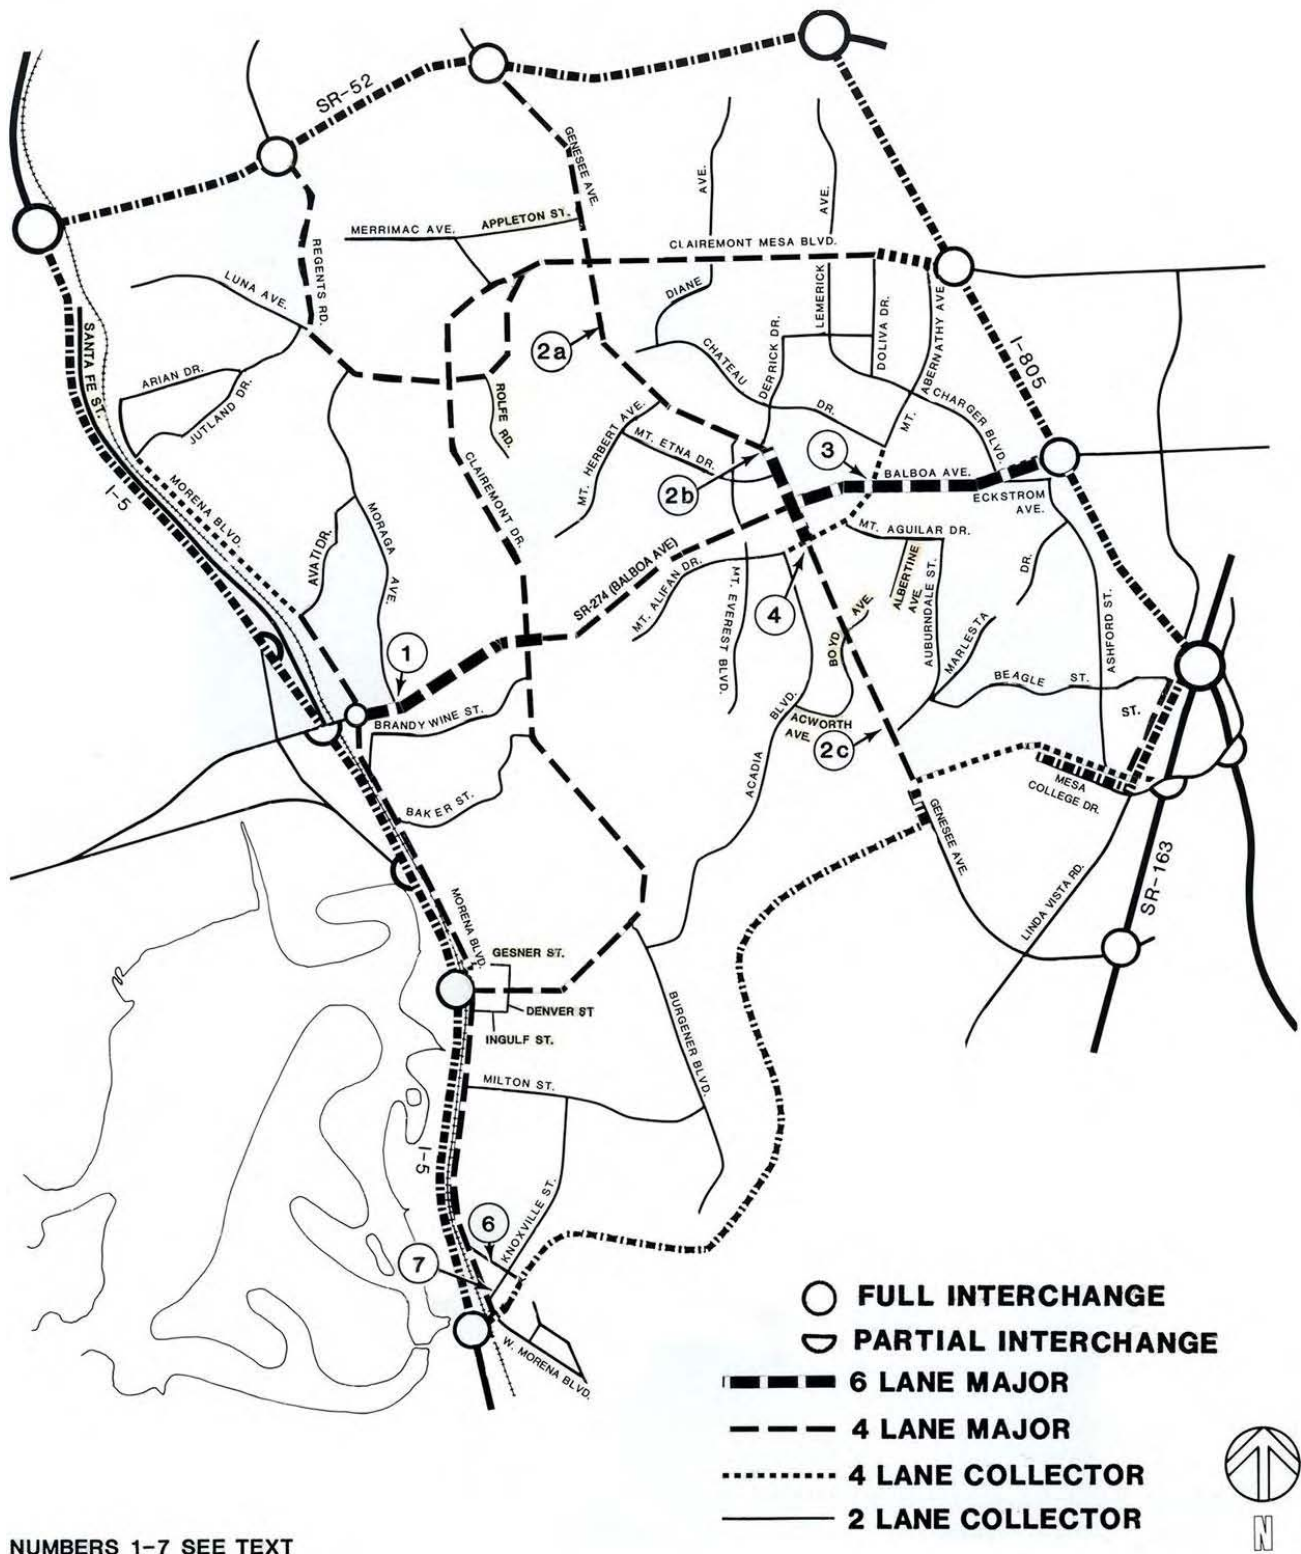 SR-52
GENESEE AVE.
MERRIMAC AVE.
APPLETON ST.
AVE.
AVE.
CLAIREMONT MESA BLVD.
REGENTS RD.
LUNA AVE.
DIANE
LEMERICK
DOLIVA DR.
ABERNATHY AVE.
MT.
I-805
SANTA FE ST.
2a
CHATEAU
DR.
DERRICK DR.
ARIAN DR.
JUTLAND DR.
ROLFE RD.
MT. HERBERT AVE.
MT. ETNA DR.
CHARGER BLVD.
3
BALBOA AVE.
2b
ECKSTROM
AVE.
I-5
MORENA BLVD.
CLAIREMONT DR.
MORAGA
AVE.
AVATI DR.
SR-274 (BALBOA AVE)
MT. ALIFAN DR.
MT. EVEREST BLVD.
MT. AGUILAR DR.
ALBERTINE
AVE.
AUBURNDALE ST.
DR.
MARLESTA
ASHFORD ST.
4
BOYD
AVE.
1
BEAGLE ST.
ST.
BRANDYWINE ST.
ACADIA
BLVD.
ACWORTH
AVE.
2c
MESA
COLLEGE DR.
BAKER ST.
GENESEE AVE.
LINDA VISTA RD.
SR-163
MORENA BLVD.
GESNER ST.
DENVER ST
INGULF ST.
BURGENER BLVD.
MILTON ST.
I-5
KNOXVILLE ST.
6
7
W. MORENA BLVD.
FULL INTERCHANGE
PARTIAL INTERCHANGE
6 LANE MAJOR
4 LANE MAJOR
4 LANE COLLECTOR
2 LANE COLLECTOR
N
NUMBERS 1-7 SEE TEXT